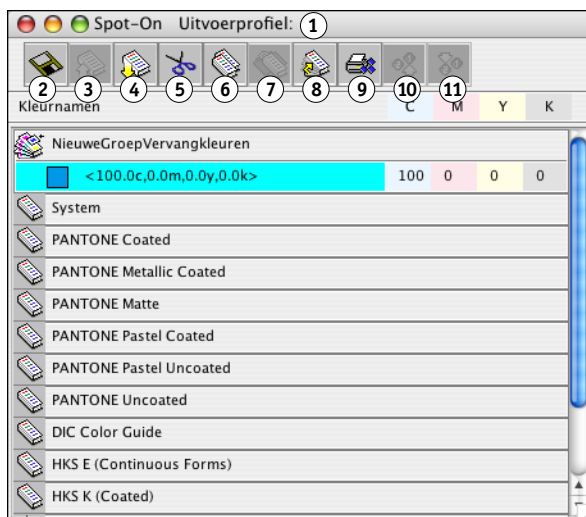 Spot-On Uitvoerprofiel: 1
2 3 4 5 6 7 8 9 10 11
Kleurnamen C M Y K
NieuweGroepVervangkleuren
<100.0c,0.0m,0.0y,0.0k> 100 0 0 0
System
PANTONE Coated
PANTONE Metallic Coated
PANTONE Matte
PANTONE Pastel Coated
PANTONE Pastel Uncoated
PANTONE Uncoated
DIC Color Guide
HKS E (Continuous Forms)
HKS K (Coated)